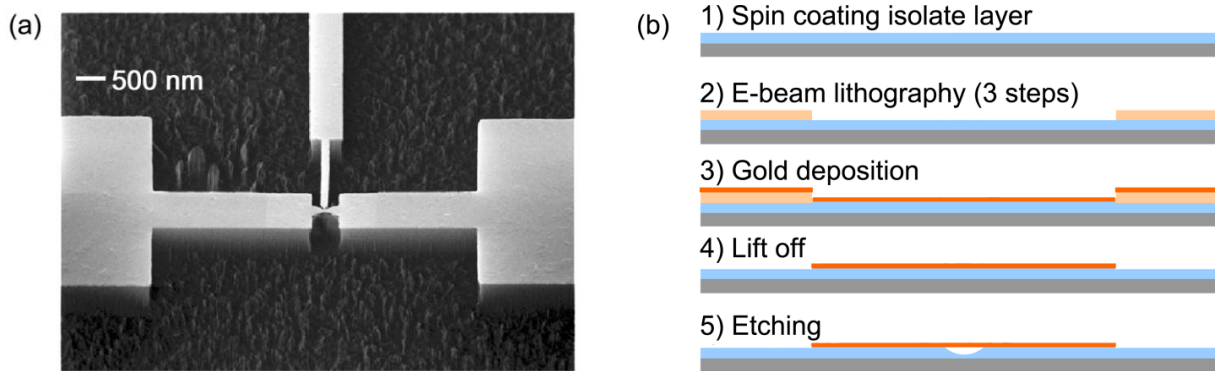 (a)
500 nm
(b)
1) Spin coating isolate layer
2) E-beam lithography (3 steps)
3) Gold deposition
4) Lift off
5) Etching